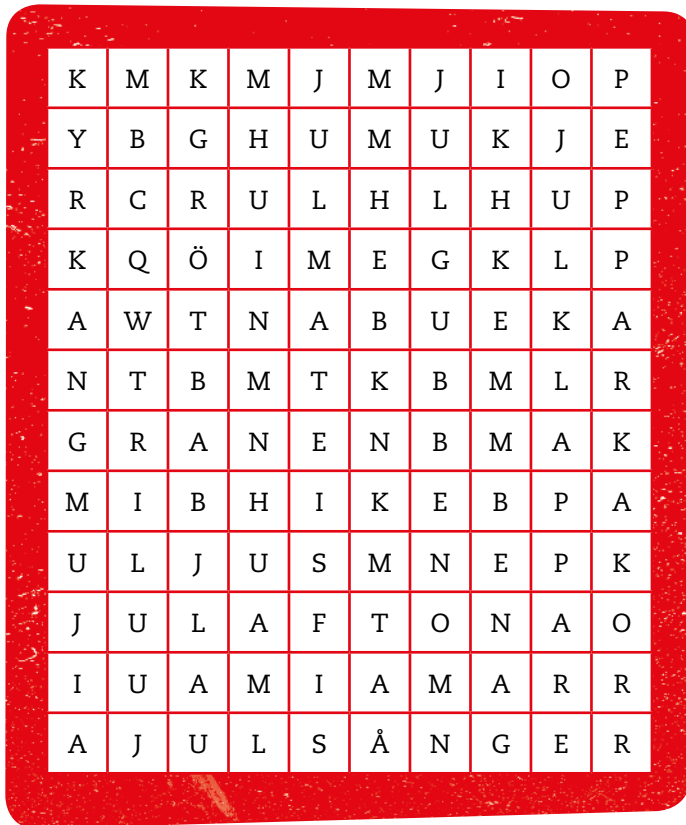 K M K M J M J I O P
Y B G H U M U K J E
R C R U L H L H U P
K Q Ö I M E G K L P
A W T N A B U E K A
N T B M T K B M L R
G R A N E N B M A K
M I B H I K E B P A
U L J U S M N E P K
J U L A F T O N A O
I U A M I A M A R R
A J U L S Å N G E R